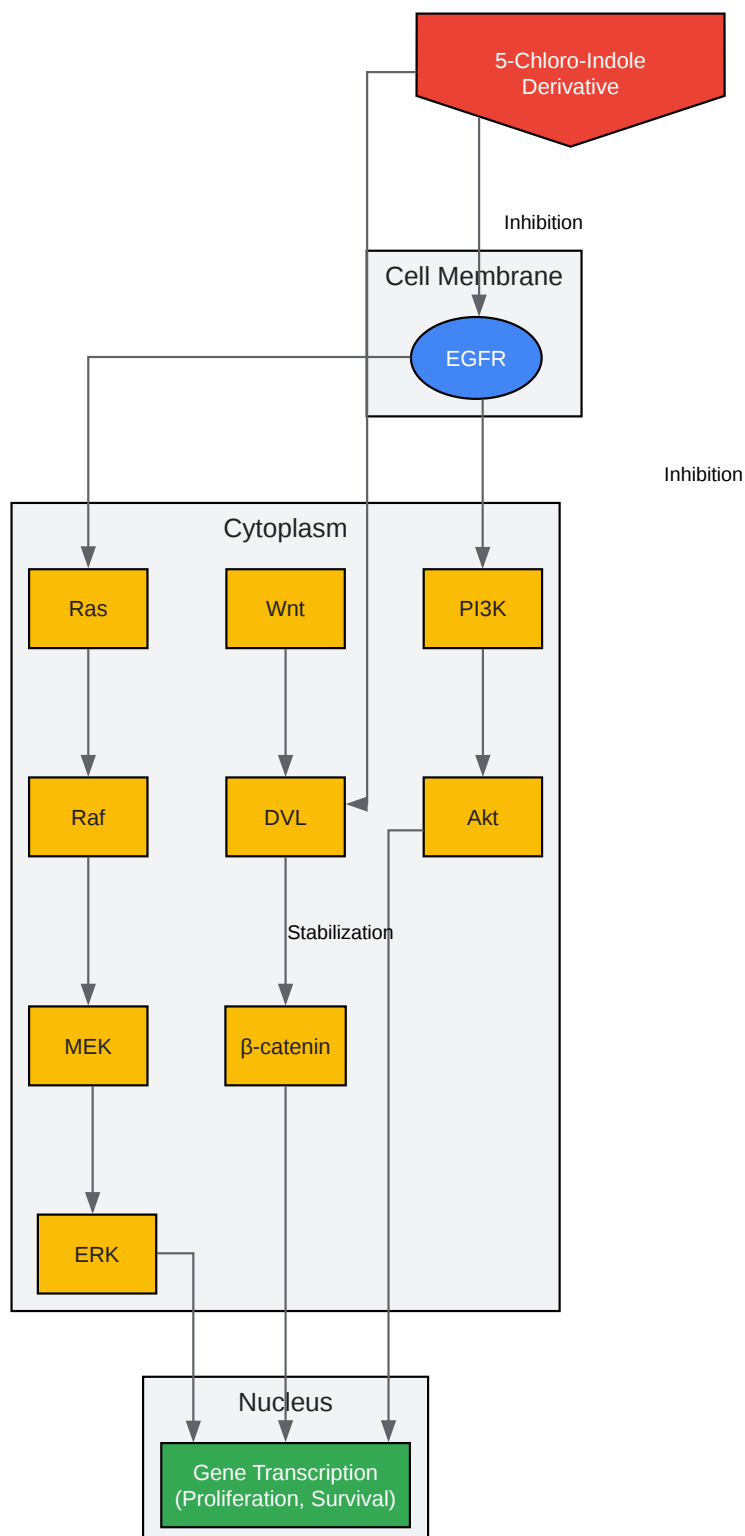 5-Chloro-Indole
Derivative
Inhibition
Cell Membrane
EGFR
Inhibition
Cytoplasm
Ras
Wnt
PI3K
Raf
DVL
Akt
Stabilization
MEK
β-catenin
ERK
Nucleus
Gene Transcription
(Proliferation, Survival)